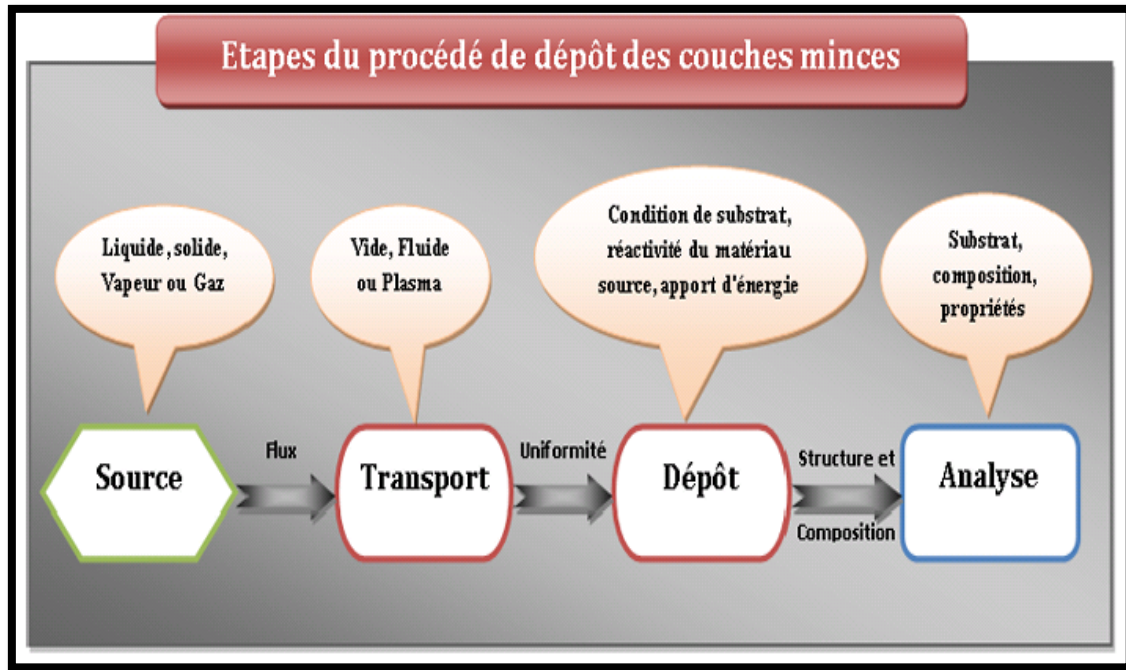 Etapes du procédé de dépôt des couches minces
Liquide, solide,
Vapeur ou Gaz
Vide, Fluide
ou Plasma
Condition de substrat,
réactivité du matériau
source, apport d'énergie
Substrat,
composition,
propriétés
Source
Flux
Transport
Uniformité
Dépôt
Structure et
Composition
Analyse